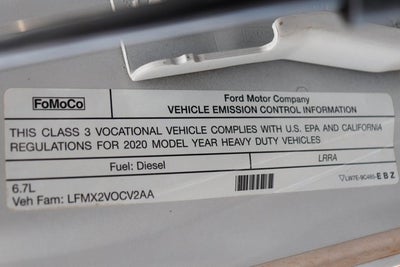 FoMoCo
Ford Motor Company
VEHICLE EMISSION CONTROL INFORMATION
THIS CLASS 3 VOCATIONAL VEHICLE COMPLIES WITH U.S. EPA AND CALIFORNIA
REGULATIONS FOR 2020 MODEL YEAR HEAVY DUTY VEHICLES
Fuel: Diesel
LRRA
6.7L
Veh Fam: LFMX2VOCV2AA
EBZ